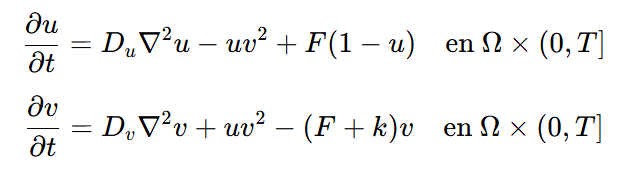 ∂u/∂t = D_u∇²u − uv² + F(1 − u) en Ω × (0, T]
∂v/∂t = D_v∇²v + uv² − (F + k)v en Ω × (0, T]